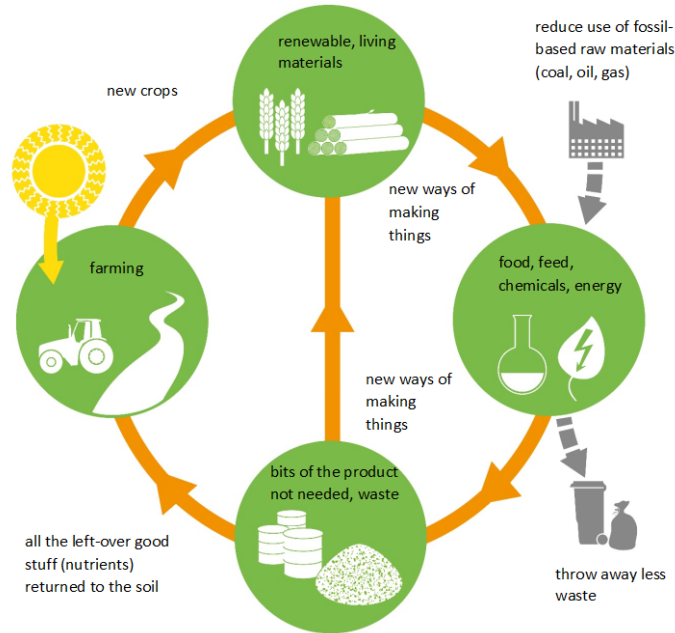 renewable, living
materials
reduce use of fossil-
based raw materials
(coal, oil, gas)
new crops
new ways of
making
things
farming
food, feed,
chemicals, energy
new ways of
making
things
bits of the product
not needed, waste
all the left-over good
stuff (nutrients)
returned to the soil
throw away less
waste